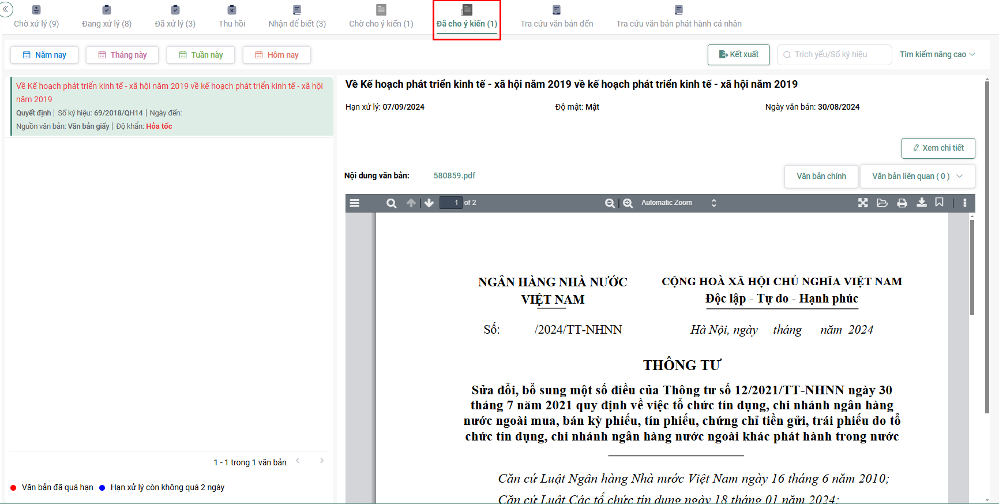 Chờ xử lý (9)
Đang xử lý (8)
Đã xử lý (3)
Thu hồi
Nhận để biết (3)
Chờ cho ý kiến (1)
Đã cho ý kiến (1)
Tra cứu văn bản đến
Tra cứu văn bản phát hành cá nhân
Năm nay
Tháng này
Tuần này
Hôm nay
Kết xuất
Trích yếu/Số ký hiệu
Tìm kiếm nâng cao
Về Kế hoạch phát triển kinh tế - xã hội năm 2019 về kế hoạch phát triển kinh tế - xã hội
năm 2019
Quyết định | Số ký hiệu: 69/2018/QH14 | Ngày đến:
Nguồn văn bản: Văn bản giấy | Độ khẩn: Hỏa tốc
1 - 1 trong 1 văn bản
Văn bản đã quá hạn
Hạn xử lý còn không quá 2 ngày
Về Kế hoạch phát triển kinh tế - xã hội năm 2019 về kế hoạch phát triển kinh tế - xã hội năm 2019
Hạn xử lý: 07/09/2024
Độ mật: Mật
Ngày văn bản: 30/08/2024
Xem chi tiết
Nội dung văn bản:
580859.pdf
Văn bản chính
Văn bản liên quan ( 0 )
1 of 2
Automatic Zoom
NGÂN HÀNG NHÀ NƯỚC
VIỆT NAM
CỘNG HOÀ XÃ HỘI CHỦ NGHĨA VIỆT NAM
Độc lập - Tự do - Hạnh phúc
Số: /2024/TT-NHNN
Hà Nội, ngày tháng năm 2024
THÔNG TƯ
Sửa đổi, bổ sung một số điều của Thông tư số 12/2021/TT-NHNN ngày 30
tháng 7 năm 2021 quy định về việc tổ chức tín dụng, chi nhánh ngân hàng
nước ngoài mua, bán kỳ phiếu, tín phiếu, chứng chỉ tiền gửi, trái phiếu do tổ
chức tín dụng, chi nhánh ngân hàng nước ngoài khác phát hành trong nước
Căn cứ Luật Ngân hàng Nhà nước Việt Nam ngày 16 tháng 6 năm 2010;
Căn cứ Luật Các tổ chức tín dụng ngày 18 tháng 01 năm 2024;